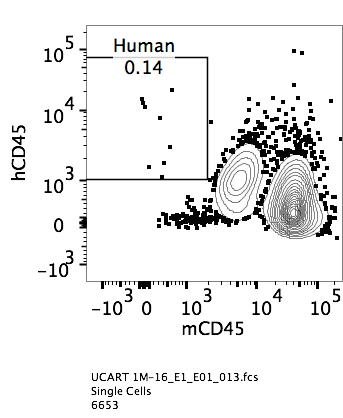 Human
0.14
10^5
10^4
10^3
0
-10^3
hCD45
-10^3 0 10^3 10^4 10^5
mCD45
UCART 1M-16_E1_E01_013.fcs
Single Cells
6653